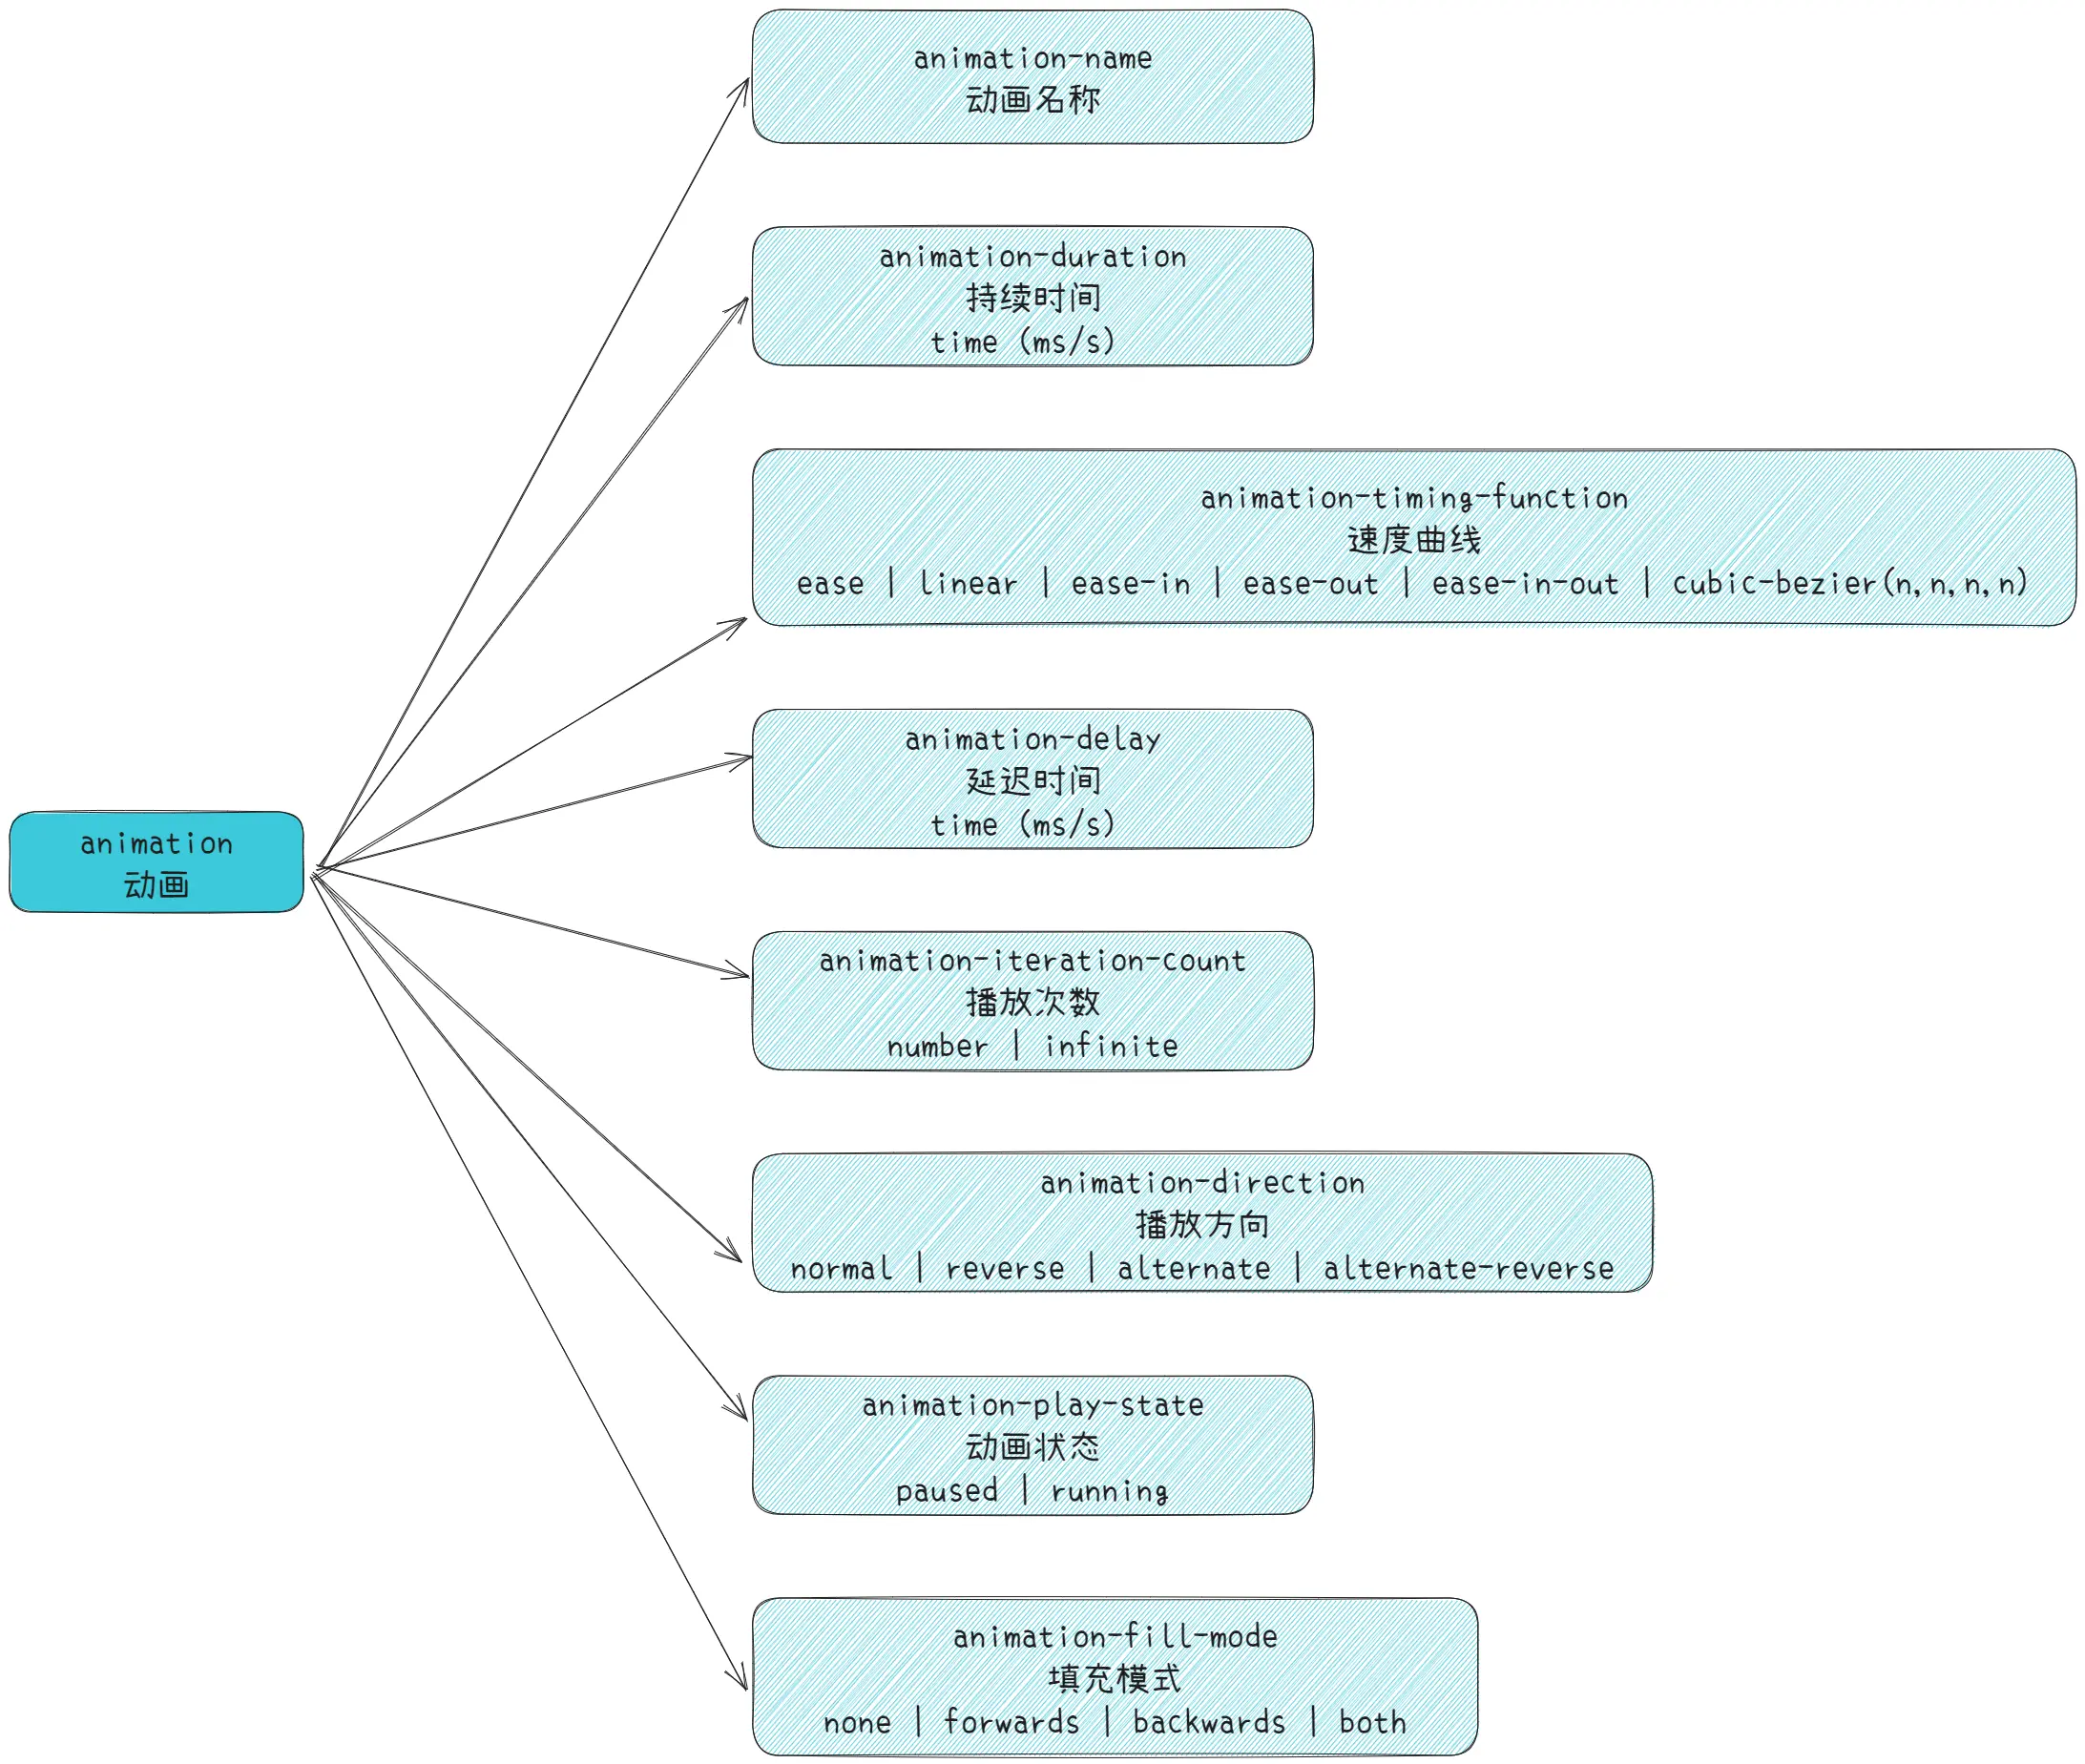 animation-name
动画名称
animation-duration
持续时间
time (ms/s)
animation-timing-function
速度曲线
ease | linear | ease-in | ease-out | ease-in-out | cubic-bezier(n,n,n,n)
animation-delay
延迟时间
time (ms/s)
animation
动画
animation-iteration-count
播放次数
number | infinite
animation-direction
播放方向
normal | reverse | alternate | alternate-reverse
animation-play-state
动画状态
paused | running
animation-fill-mode
填充模式
none | forwards | backwards | both